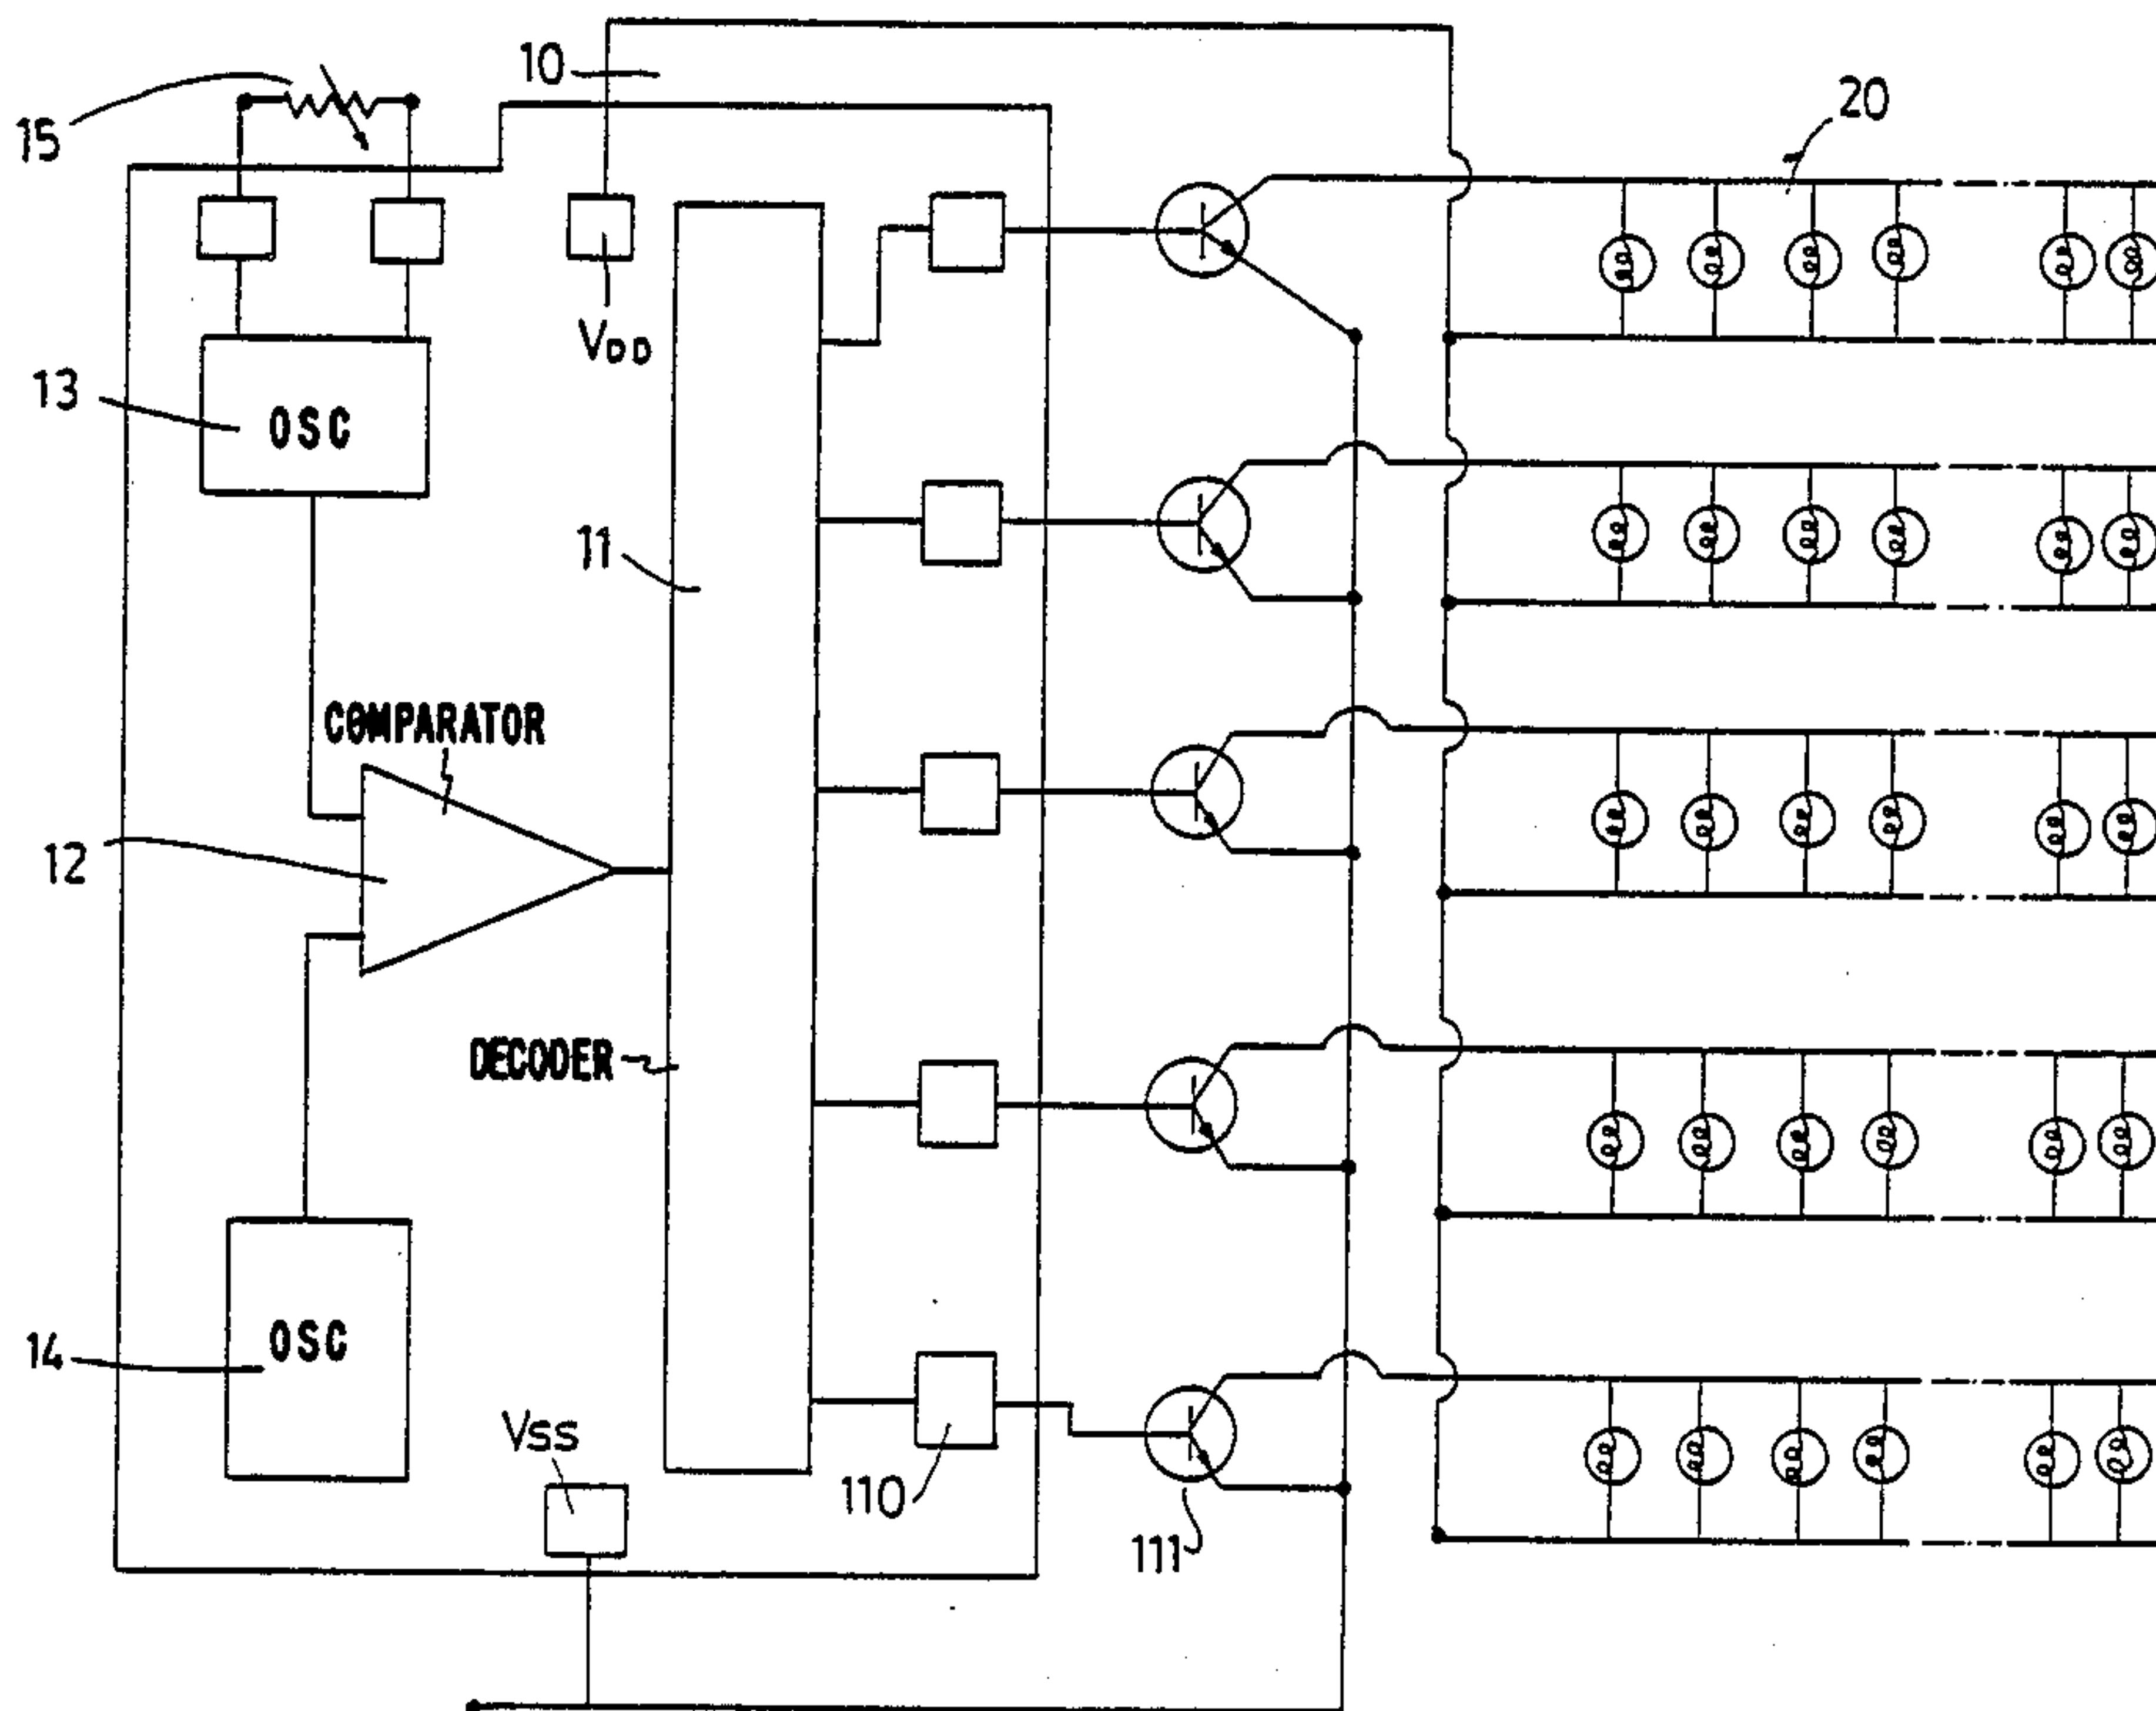 10
20
15
VDD
13
OSC
11
COMPARATOR
12
DECODER
14
OSC
VSS
110
111